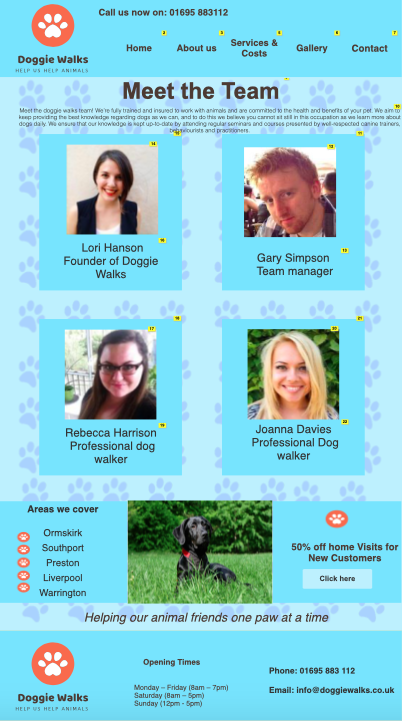 Call us now on: 01695 883112
Doggie Walks
HELP US HELP ANIMALS
Home
About us
Services &
Costs
Gallery
Contact
Meet the Team
Meet the doggie walks team! We're fully trained and insured to work with animals and are committed to the health and benefits of your pet. We aim to
keep providing the best knowledge regarding dogs as we can, and to do this we believe you cannot sit still in this occupation as we learn more about
dogs daily. We ensure that our knowledge is kept up-to-date by attending regular seminars and courses presented by well-respected canine trainers,
behaviourists and practitioners.
Lori Hanson
Founder of Doggie
Walks
Gary Simpson
Team manager
Rebecca Harrison
Professional dog
walker
Joanna Davies
Professional Dog
walker
Areas we cover
Ormskirk
Southport
Preston
Liverpool
Warrington
50% off home Visits for
New Customers
Click here
Helping our animal friends one paw at a time
Doggie Walks
HELP US HELP ANIMALS
Opening Times
Monday – Friday (8am – 7pm)
Saturday (8am – 5pm)
Sunday (12pm - 5pm)
Phone: 01695 883 112
Email: info@doggiewalks.co.uk